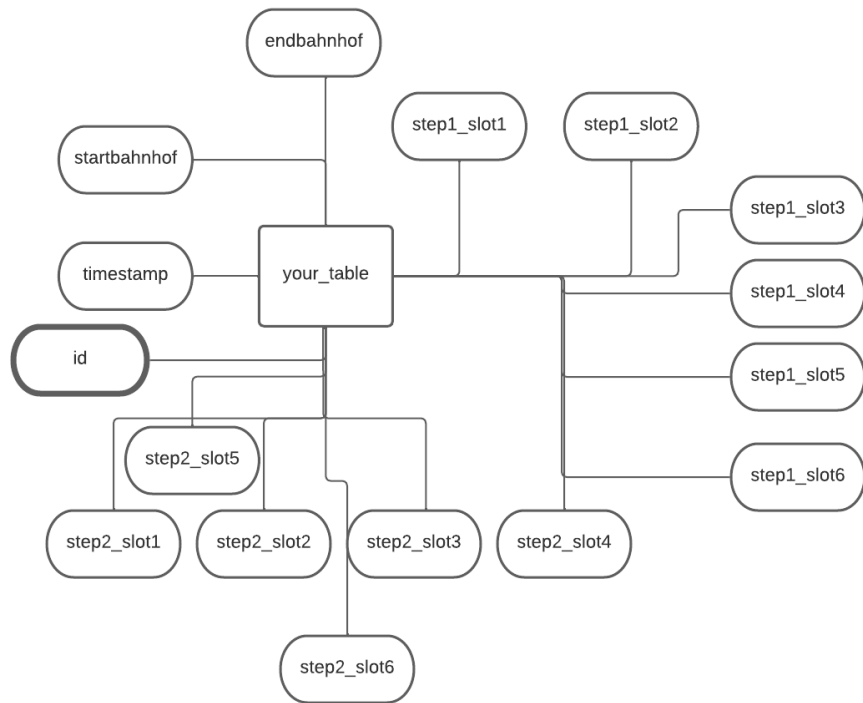 endbahnhof
step1_slot1
step1_slot2
startbahnhof
step1_slot3
timestamp
your_table
step1_slot4
id
step1_slot5
step2_slot5
step1_slot6
step2_slot1
step2_slot2
step2_slot3
step2_slot4
step2_slot6